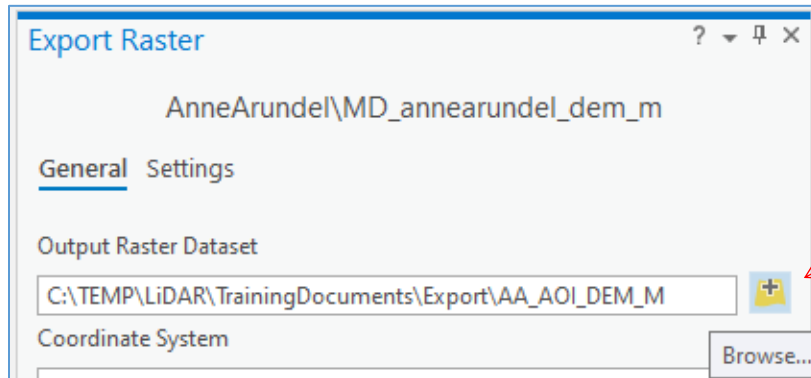 Export Raster ?
AnneArundel\MD_annearundel_dem_m
General Settings
Output Raster Dataset
C:\TEMP\LiDAR\TrainingDocuments\Export\AA_AOI_DEM_M
Coordinate System
Browse...